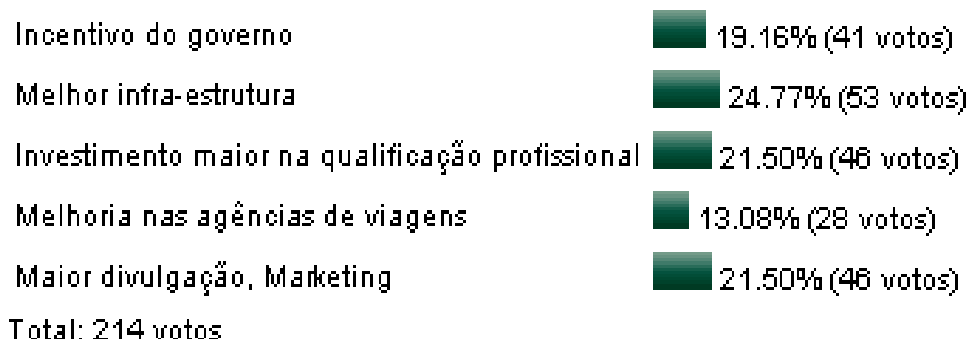 Incentivo do governo 19.16% (41 votos)
Melhor infra-estrutura 24.77% (53 votos)
Investimento maior na qualificação profissional 21.50% (46 votos)
Melhoria nas agências de viagens 13.08% (28 votos)
Maior divulgação, Marketing 21.50% (46 votos)
Total: 214 votos